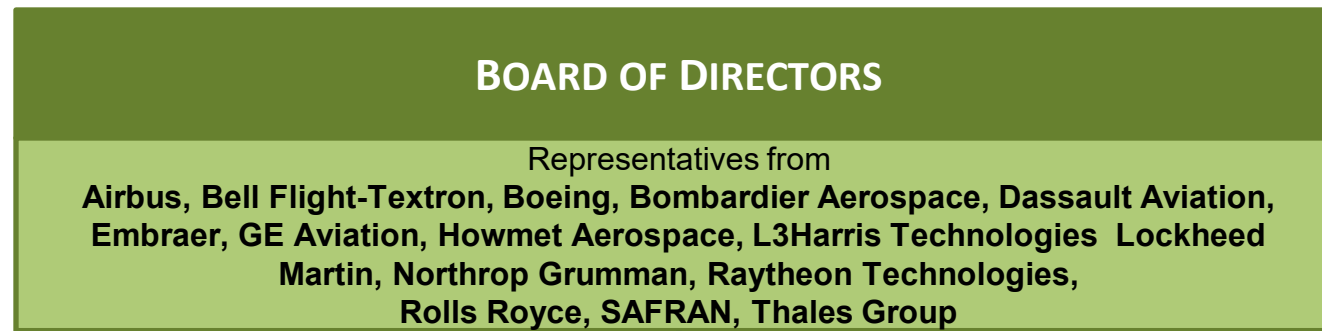 BOARD OF DIRECTORS
Representatives from
Airbus, Bell Flight-Textron, Boeing, Bombardier Aerospace, Dassault Aviation,
Embraer, GE Aviation, Howmet Aerospace, L3Harris Technologies  Lockheed
Martin, Northrop Grumman, Raytheon Technologies,
Rolls Royce, SAFRAN, Thales Group